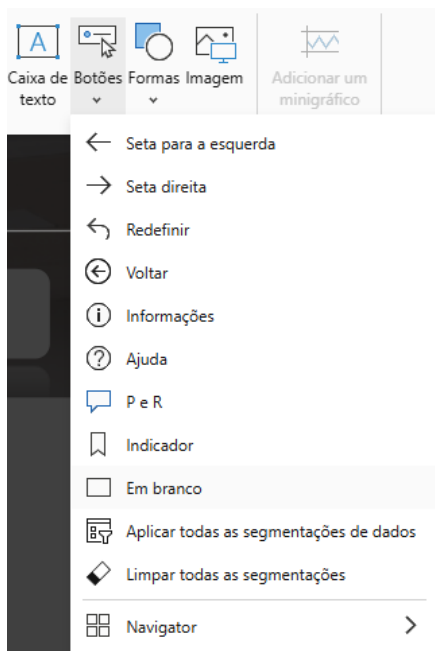 A
Caixa de texto
Botões
Formas
Imagem
Adicionar um minigráfico
Seta para a esquerda
Seta direita
Redefinir
Voltar
Informações
Ajuda
P e R
Indicador
Em branco
Aplicar todas as segmentações de dados
Limpar todas as segmentações
Navigator